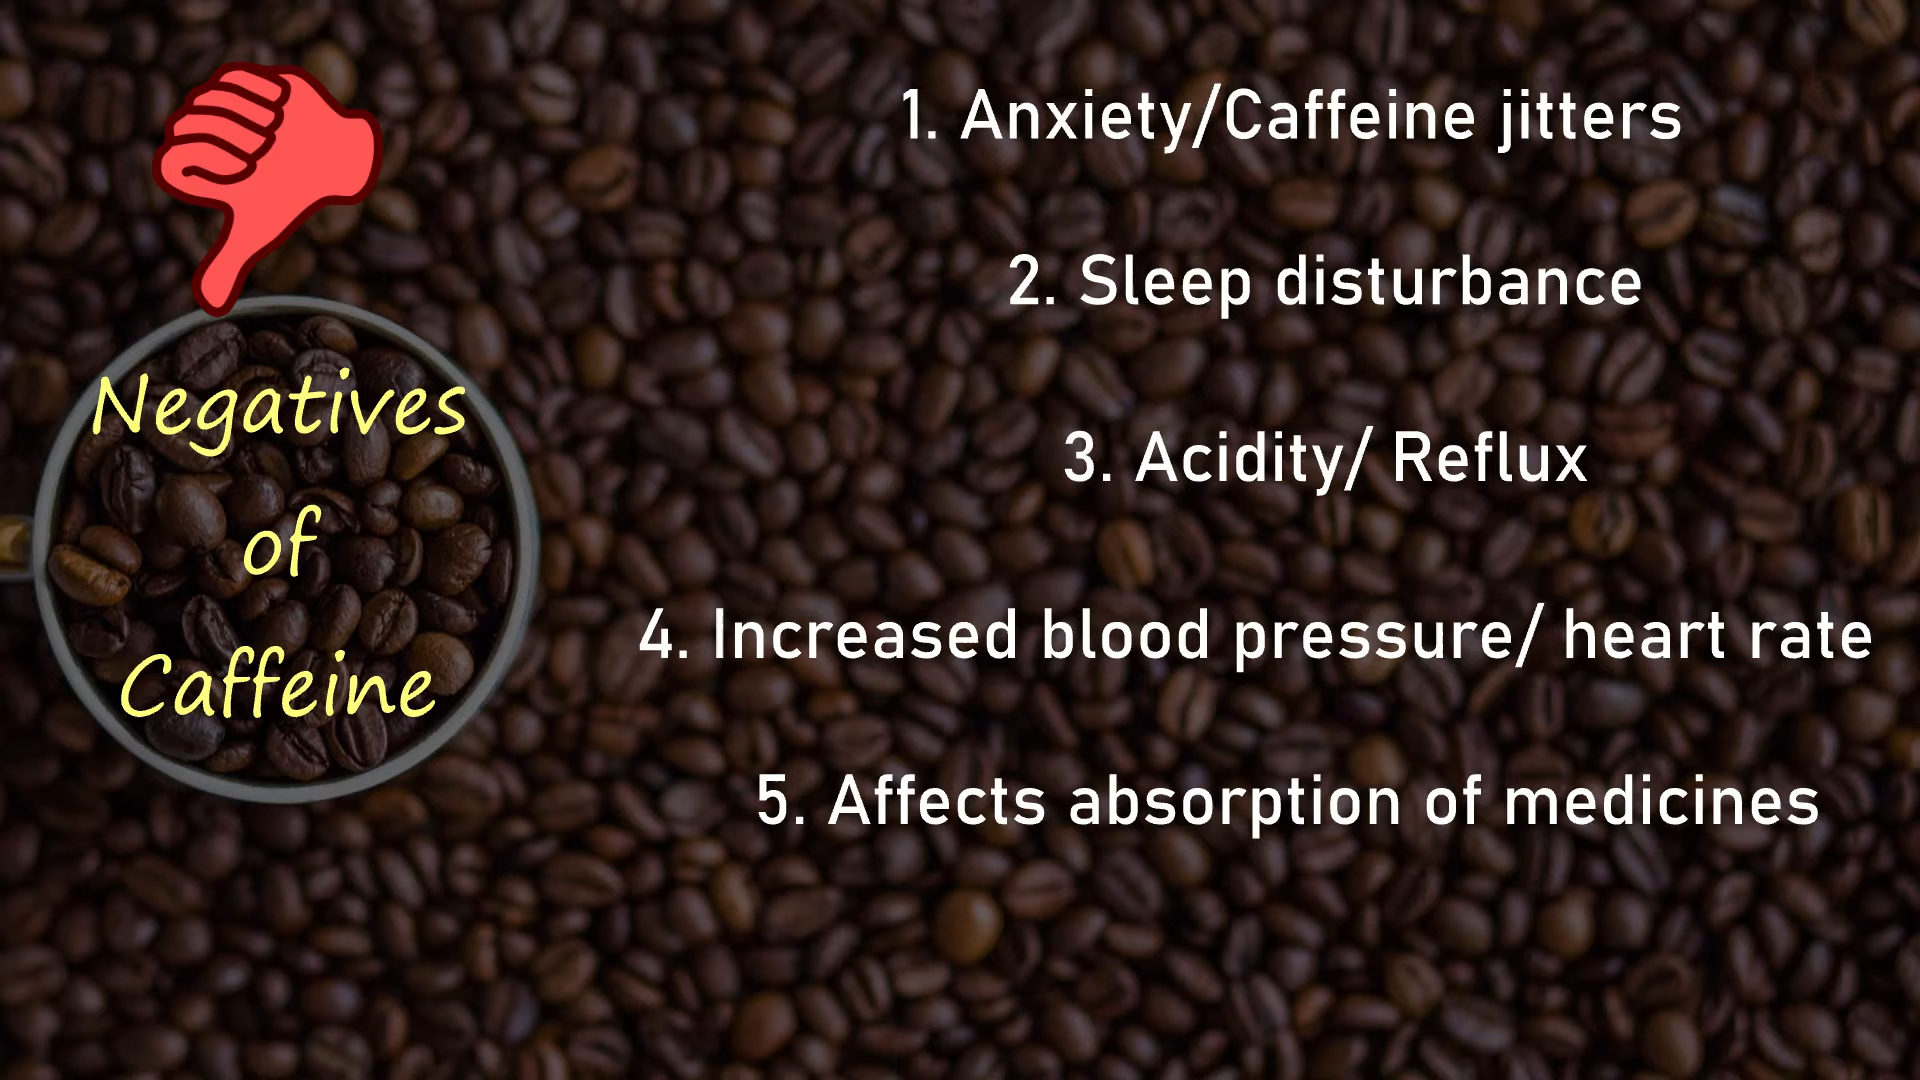 Negatives
of
Caffeine
1. Anxiety/Caffeine jitters
2. Sleep disturbance
3. Acidity/ Reflux
4. Increased blood pressure/ heart rate
5. Affects absorption of medicines